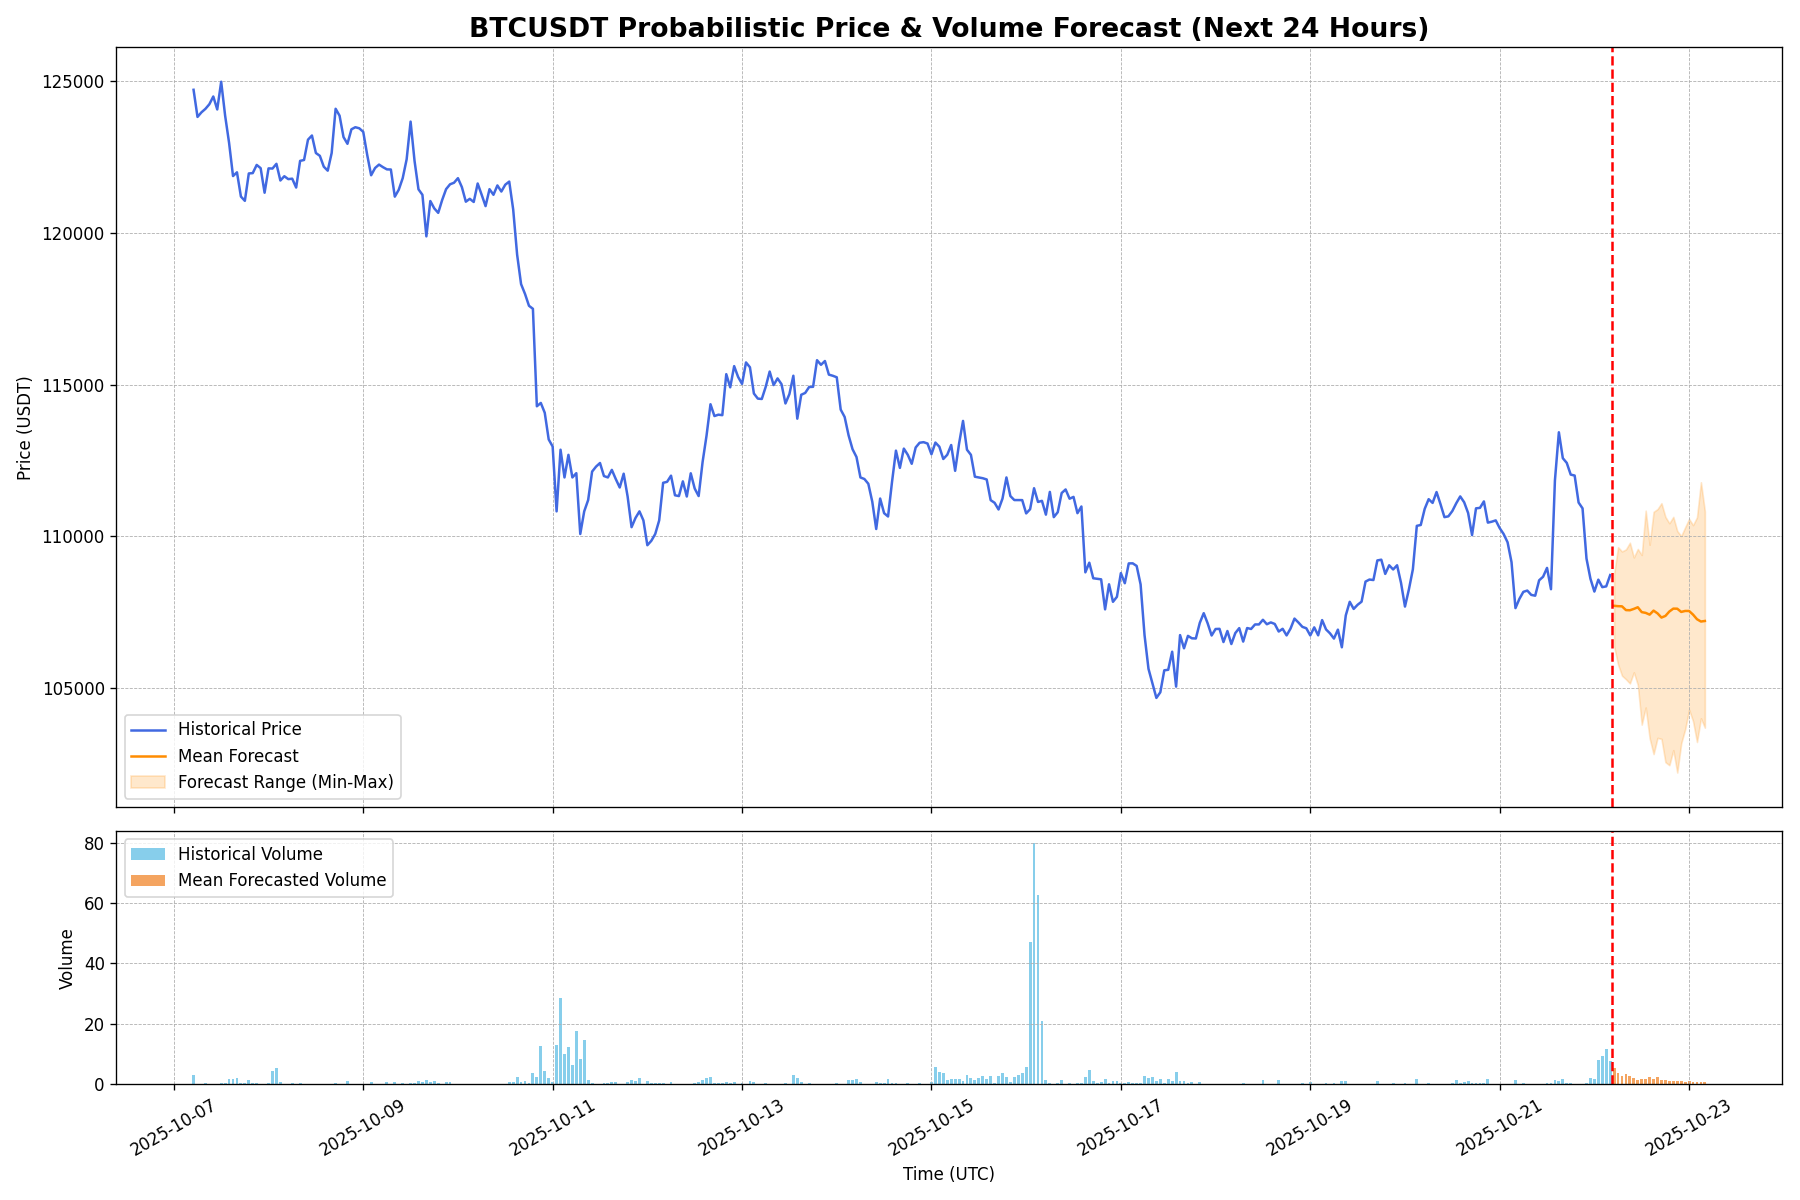 BTCUSDT Probabilistic Price & Volume Forecast (Next 24 Hours)
125000
120000
115000
110000
105000
Price (USDT)
Historical Price
Mean Forecast
Forecast Range (Min-Max)
80
60
40
20
0
Volume
Historical Volume
Mean Forecasted Volume
2025-10-07
2025-10-09
2025-10-11
2025-10-13
2025-10-15
2025-10-17
2025-10-19
2025-10-21
2025-10-23
Time (UTC)